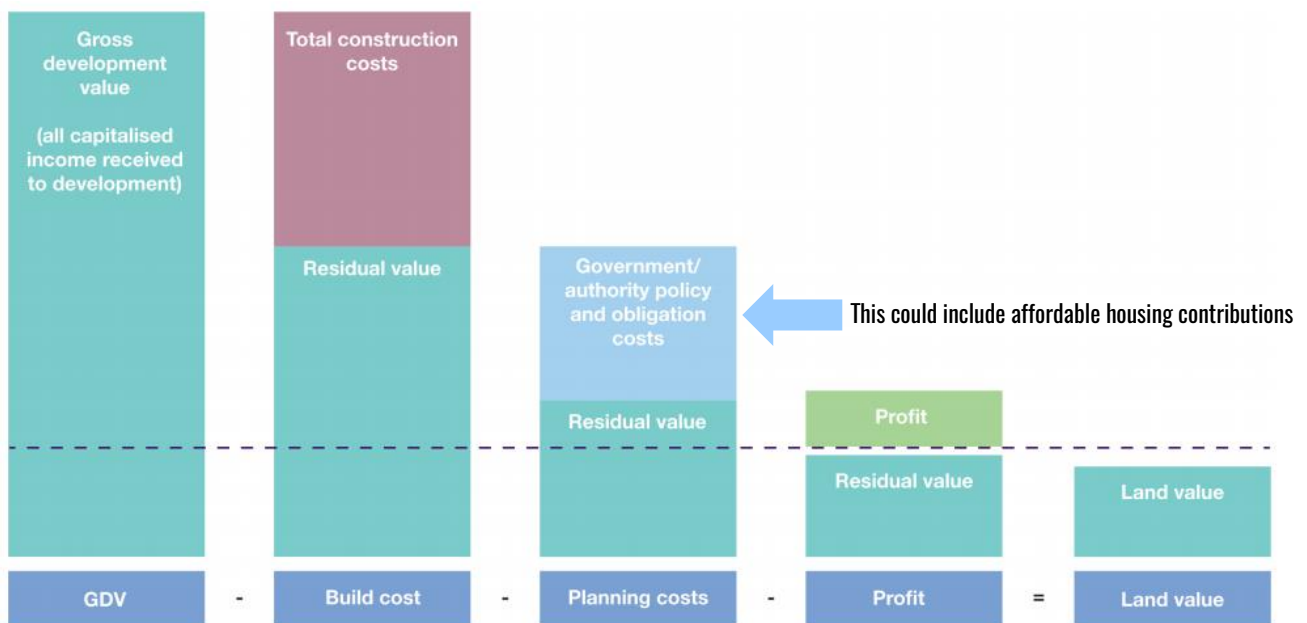 Gross
development
value
(all capitalised
income received
to development)
Total construction
costs
Residual value
Government/
authority policy
and obligation
costs
This could include affordable housing contributions
Residual value
Profit
Residual value
Land value
GDV - Build cost - Planning costs - Profit = Land value